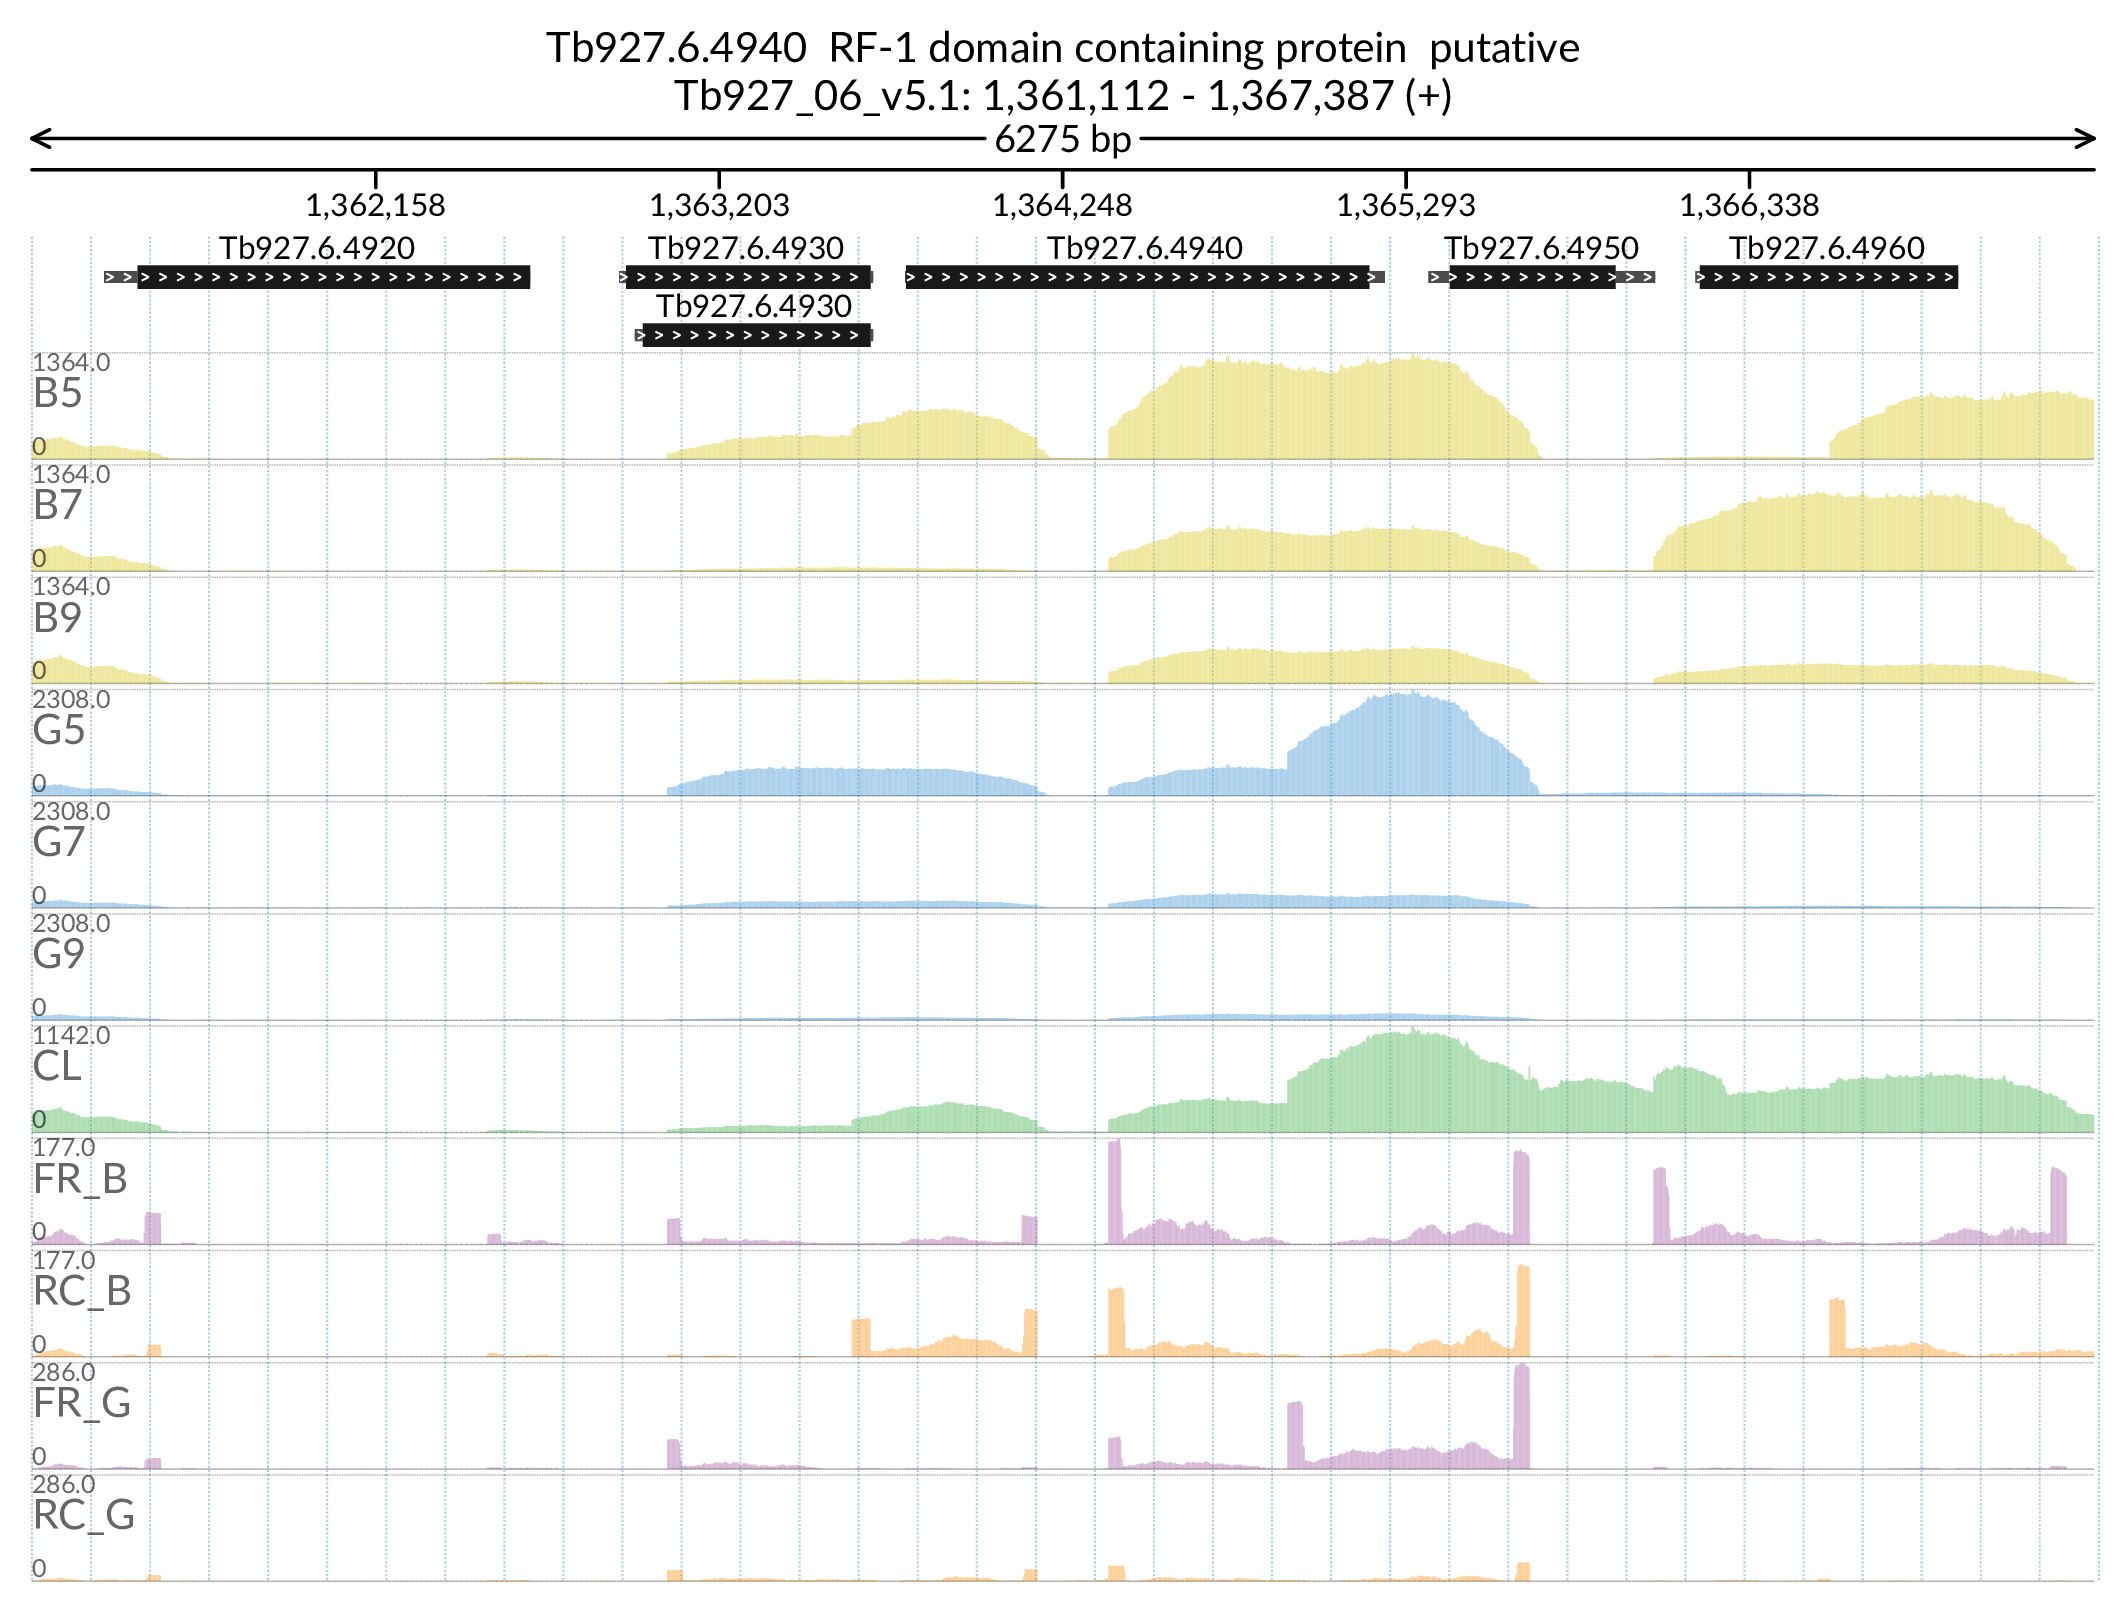 Tb927.6.4940  RF-1 domain containing protein  putative
Tb927_06_v5.1: 1,361,112 - 1,367,387 (+)
6275 bp
1,362,158 1,363,203 1,364,248 1,365,293 1,366,338
Tb927.6.4920 Tb927.6.4930 Tb927.6.4940 Tb927.6.4950 Tb927.6.4960
Tb927.6.4930
1364.0
B5
0
1364.0
B7
0
1364.0
B9
0
2308.0
G5
0
2308.0
G7
0
2308.0
G9
0
1142.0
CL
0
177.0
FR_B
0
177.0
RC_B
0
286.0
FR_G
0
286.0
RC_G
0